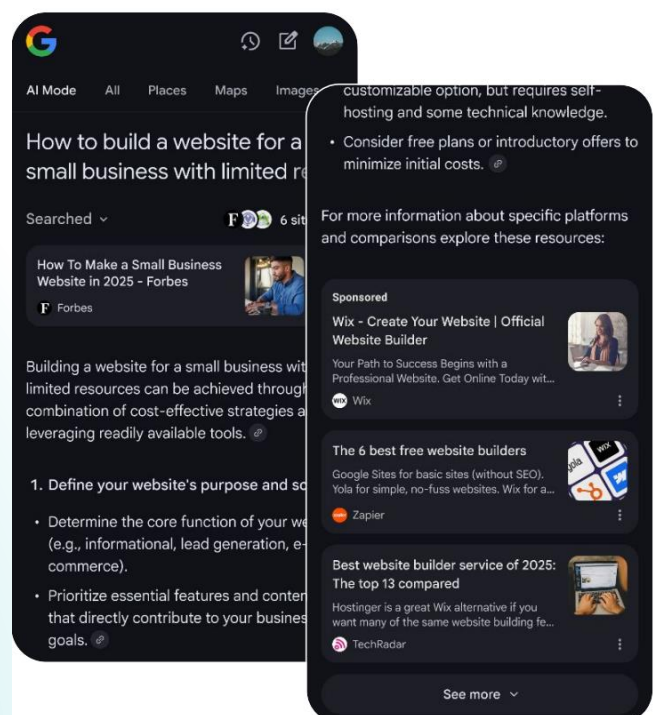 AI Mode All Places Maps Images
How to build a website for a
small business with limited
Searched
F 6
How To Make a Small Business
Website in 2025 - Forbes
F Forbes
Building a website for a small business
limited resources can be achieved
combination of cost-effective strategies
leveraging readily available tools.
1. Define your website's purpose and
• Determine the core function of your
(e.g., informational, lead generation,
commerce).
• Prioritize essential features and
that directly contribute to your
goals.
customizable option, but requires self-
hosting and some technical knowledge.
• Consider free plans or introductory offers to
minimize initial costs.
For more information about specific platforms
and comparisons explore these resources:
Sponsored
Wix - Create Your Website | Official
Website Builder
Your Path to Success Begins with a
Professional Website. Get Online Today wit...
WIX Wix
The 6 best free website builders
Google Sites for basic sites (without SEO).
Yola for simple, no-fuss websites. Wix for a...
Zapier
yola WIX
Best website builder service of 2025:
The top 13 compared
Hostinger is a great Wix alternative if you
want many of the same website building fe...
TechRadar
See more